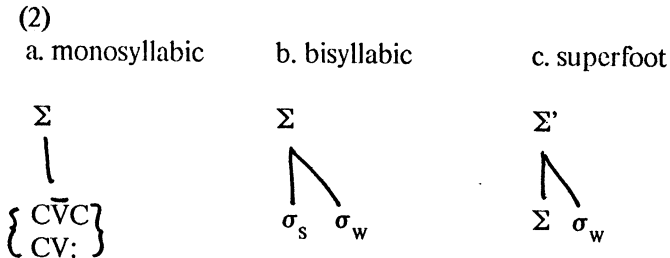 (2)
a. monosyllabic b. bisyllabic c. superfoot
Σ Σ Σ’
{ CV̄C }
{ CV: }
σs σw Σ σw